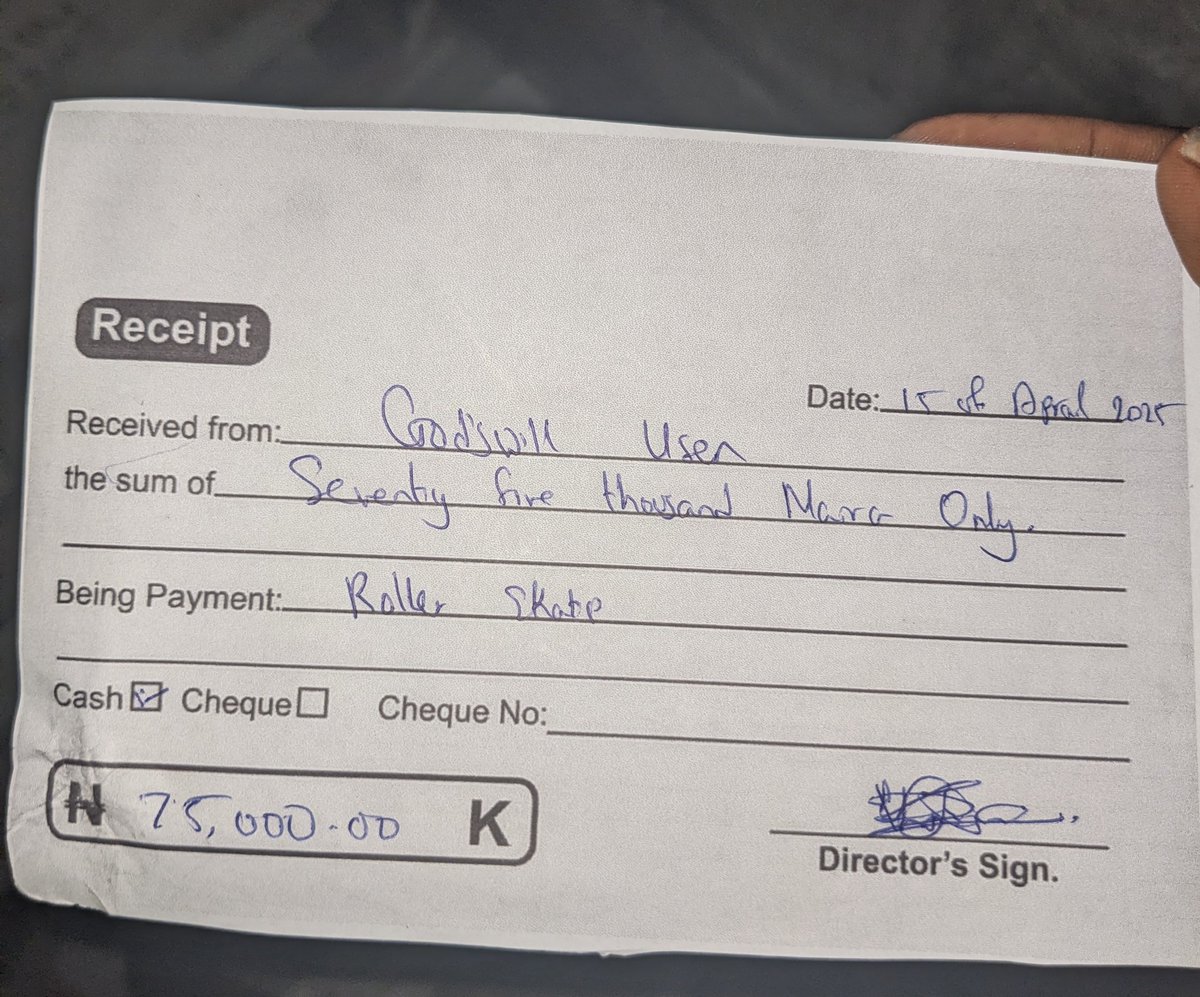 Receipt
Date: 15 of April 2025
Received from: Godswill Usen
the sum of Seventy five thousand Naira Only.
Being Payment: Roller Skate
Cash Cheque Cheque No:
₦ 75,000.00 K
Director's Sign.